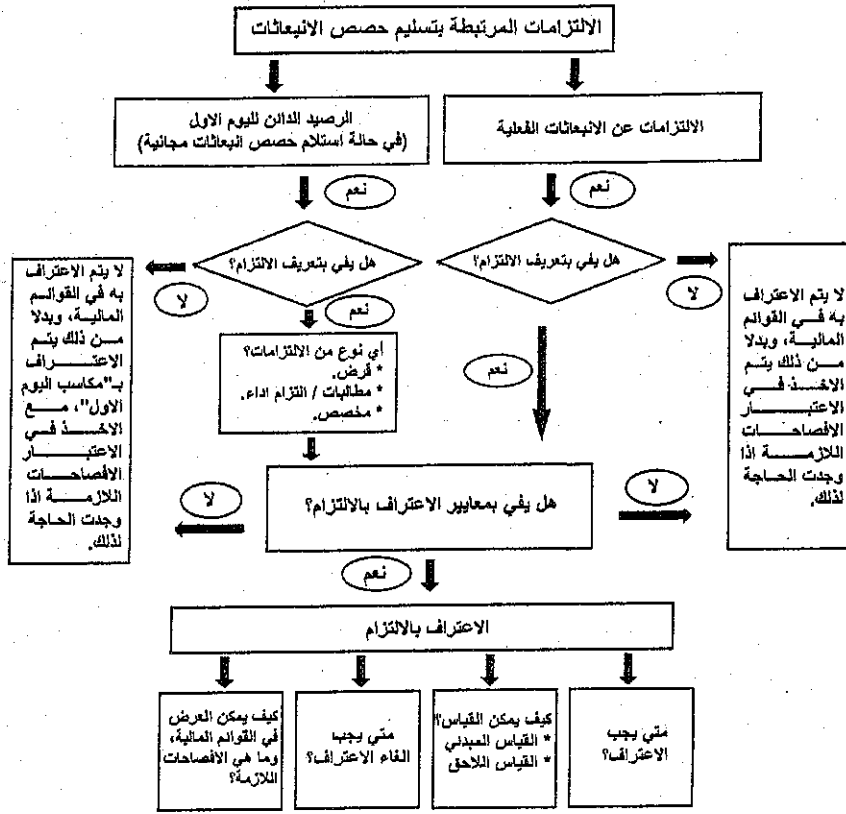 الالتزامات المرتبطة بتسليم حصص الانبعاثات
الالتزامات عن الانبعاثات الفعلية
الرصيد الدائن لليوم الاول
(في حالة استلام حصص انبعاثات مجانية)
نعم
نعم
هل يفي بتعريف الالتزام؟
هل يفي بتعريف الالتزام؟
لا
لا
لا يتم الاعتراف
به في القوائم
المالية، وبدلا
من ذلك يتم
الاخذ في
الاعتبار
الافصاحات
اللازمة اذا
وجدت الحاجة
لذلك.
لا يتم الاعتراف
به في القوائم
المالية، وبدلا
من ذلك يتم
الاعتراف
بـ"مكاسب اليوم
الاول"، مع
الاخذ في
الاعتبار
الافصاحات
اللازمة اذا
وجدت الحاجة
لذلك.
نعم
نعم
أي نوع من الالتزامات؟
* قرض.
* مطالبات / التزام اداء.
* مخصص.
هل يفي بمعايير الاعتراف بالالتزام؟
لا
لا
نعم
الاعتراف بالالتزام
متي يجب
الاعتراف؟
كيف يمكن القياس؟
* القياس المبدئي
* القياس اللاحق
متي يجب
الغاء الاعتراف؟
كيف يمكن العرض
في القوائم المالية،
وما هي الافصاحات
اللازمة؟